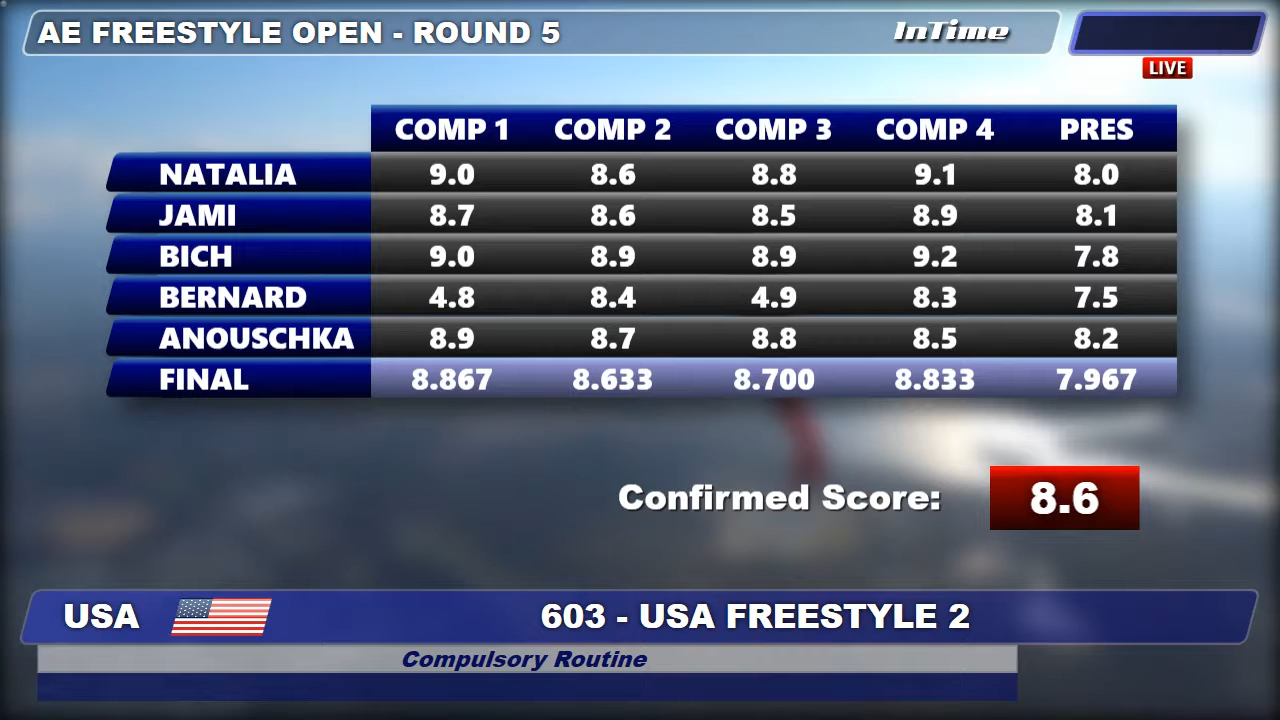 AE FREESTYLE OPEN - ROUND 5 InTime
LIVE
COMP 1 COMP 2 COMP 3 COMP 4 PRES
NATALIA 9.0 8.6 8.8 9.1 8.0
JAMI 8.7 8.6 8.5 8.9 8.1
BICH 9.0 8.9 8.9 9.2 7.8
BERNARD 4.8 8.4 4.9 8.3 7.5
ANOUSCHKA 8.9 8.7 8.8 8.5 8.2
FINAL 8.867 8.633 8.700 8.833 7.967
Confirmed Score: 8.6
USA 603 - USA FREESTYLE 2
Compulsory Routine